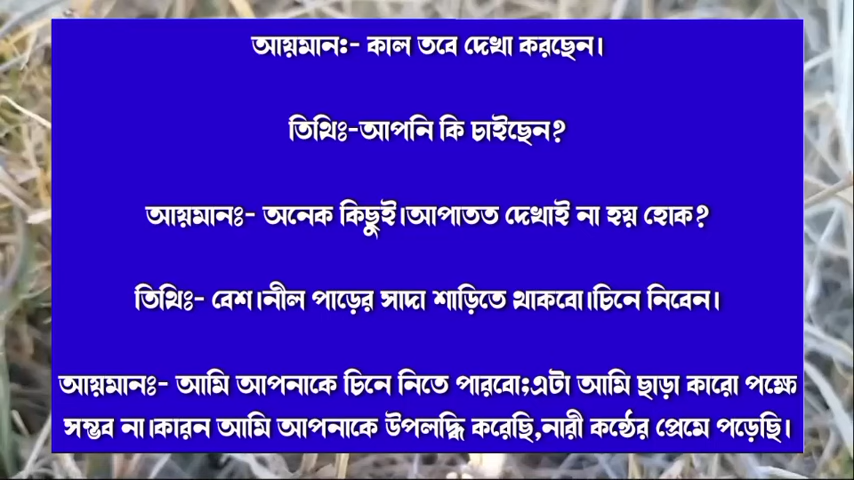 আয়মানঃ- কাল তবে দেখা করছেন।
তিথিঃ-আপনি কি চাইছেন?
আয়মানঃ- অনেক কিছুই।আপাতত দেখাই না হয় হোক?
তিথিঃ- বেশ।নীল পাড়ের সাদা শাড়িতে থাকবো।চিনে নিবেন।
আয়মানঃ- আমি আপনাকে চিনে নিতে পারবো;এটা আমি ছাড়া কারো পক্ষে
সম্ভব না।কারন আমি আপনাকে উপলদ্ধি করেছি,নারী কন্ঠের প্রেমে পড়েছি।